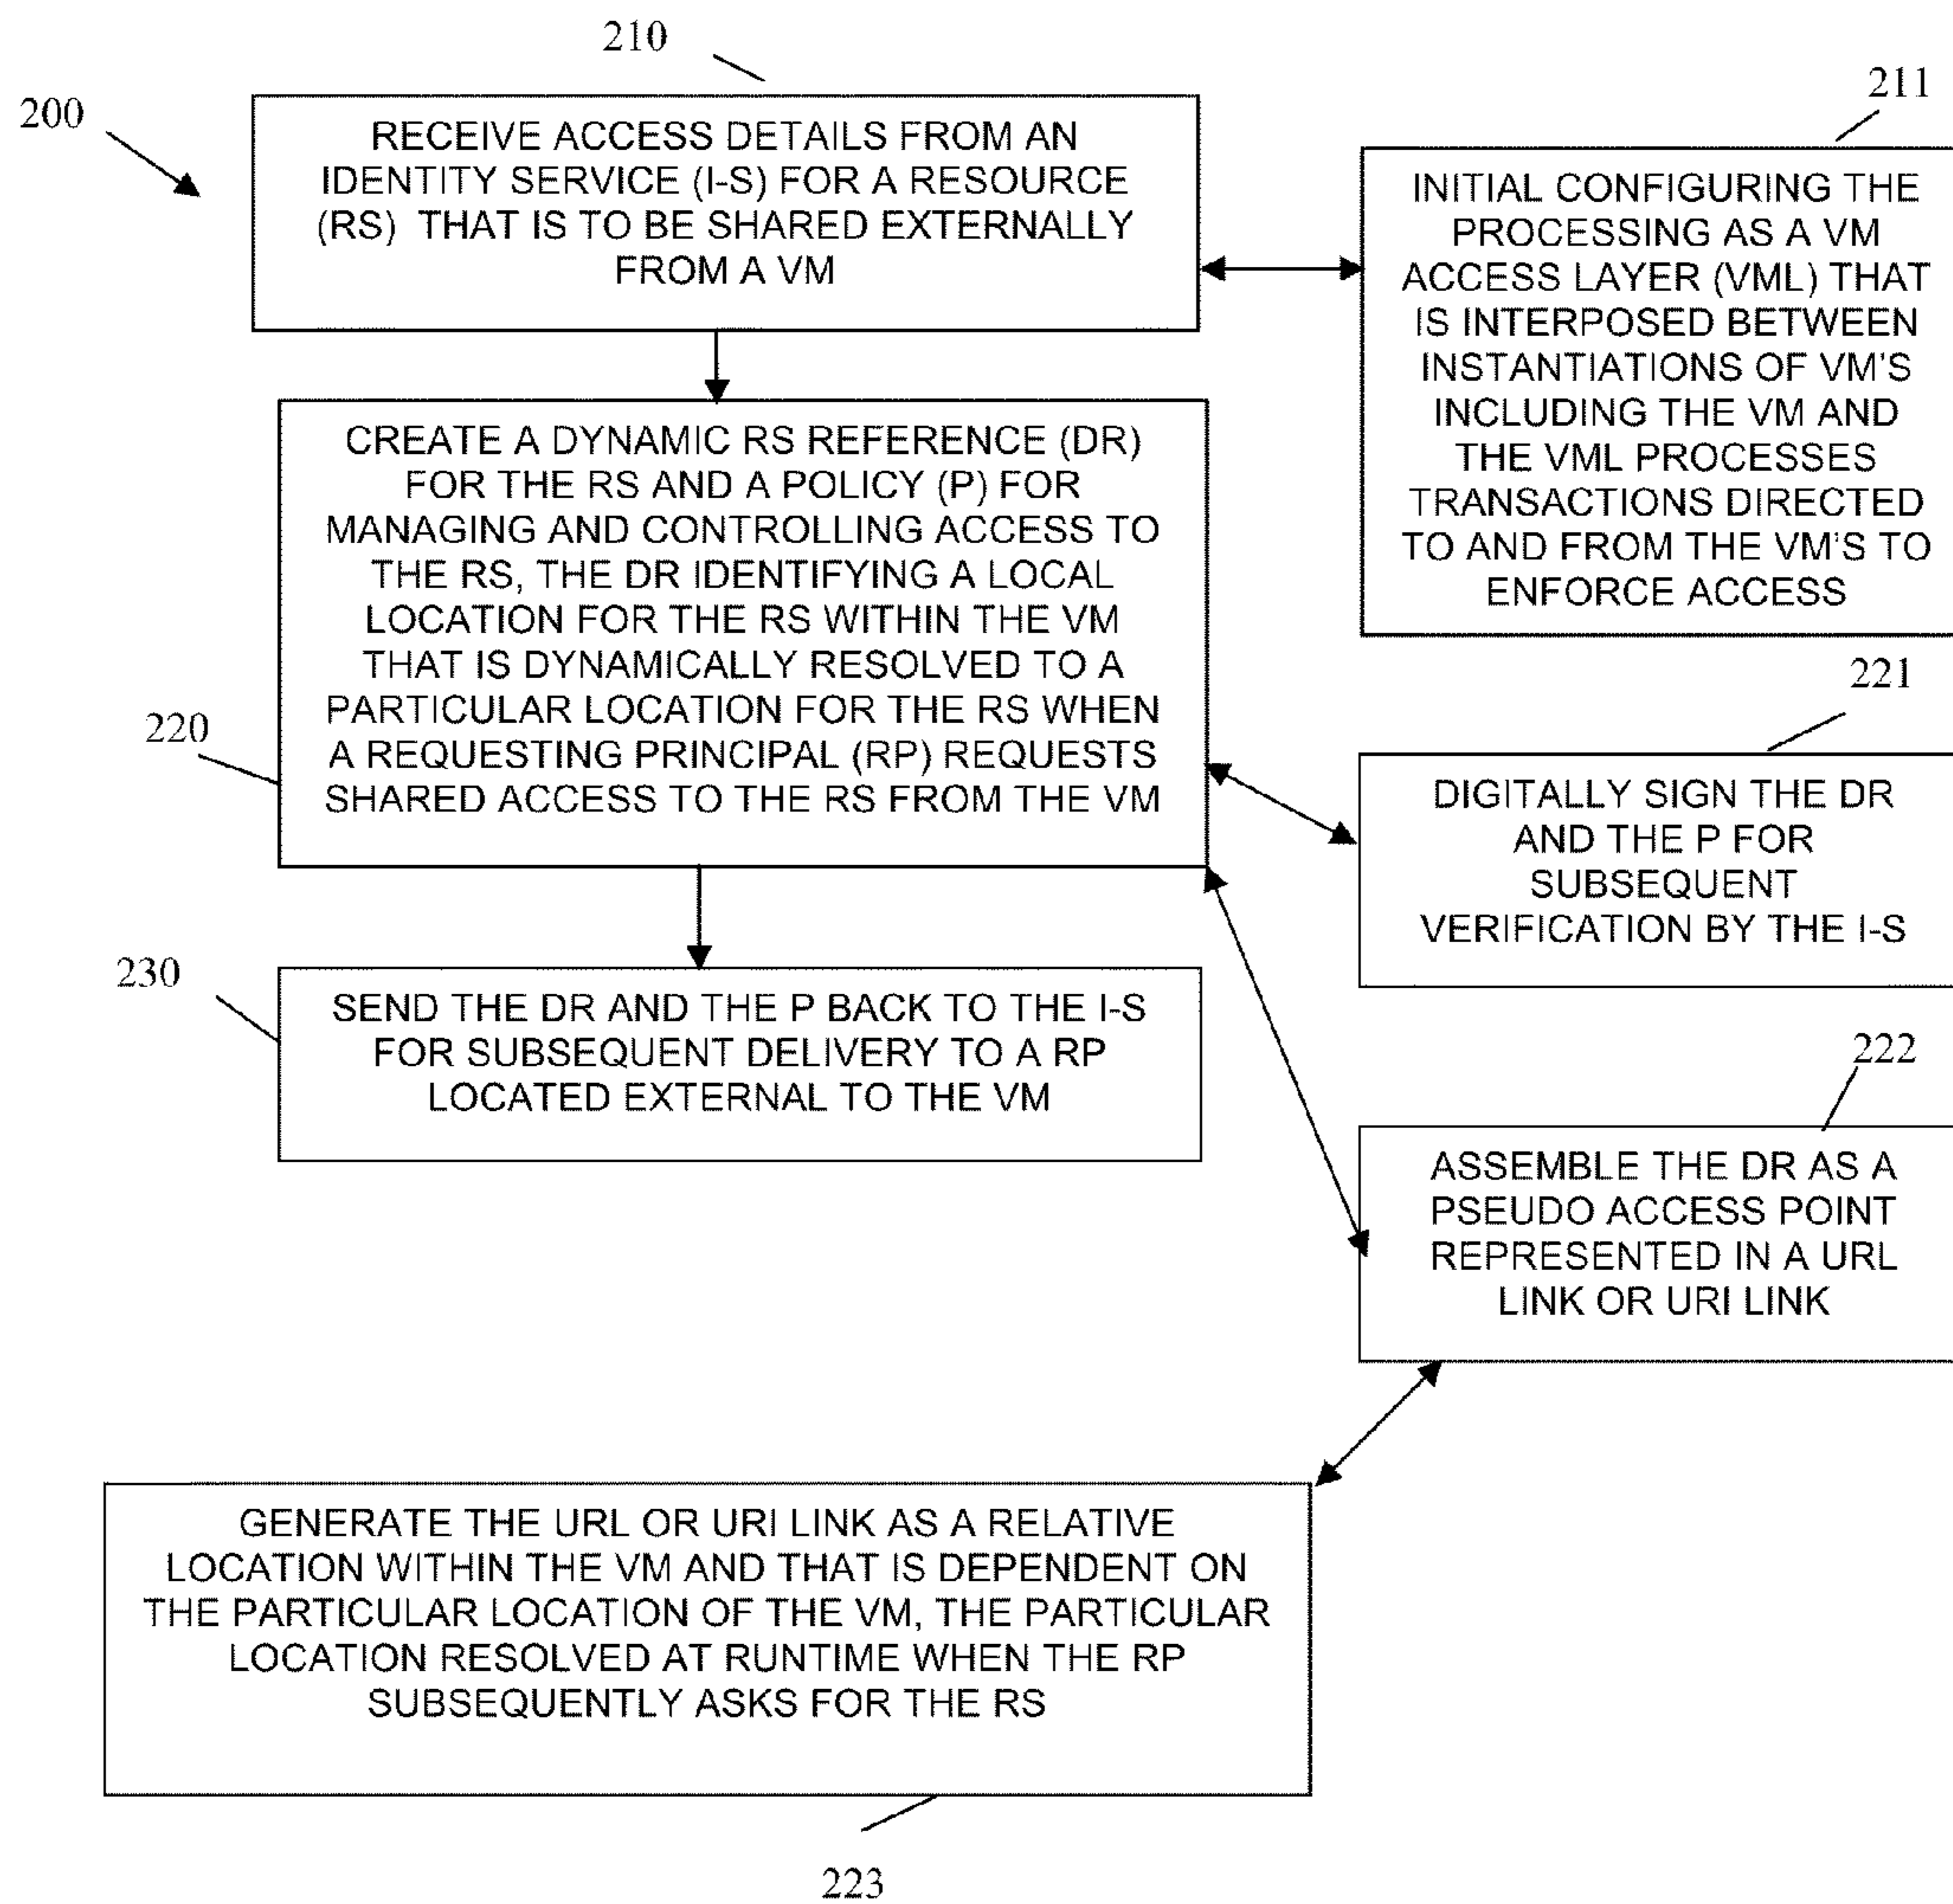 210
200
RECEIVE ACCESS DETAILS FROM AN
IDENTITY SERVICE (I-S) FOR A RESOURCE
(RS) THAT IS TO BE SHARED EXTERNALLY
FROM A VM
211
INITIAL CONFIGURING THE
PROCESSING AS A VM
ACCESS LAYER (VML) THAT
IS INTERPOSED BETWEEN
INSTANTIATIONS OF VM'S
INCLUDING THE VM AND
THE VML PROCESSES
TRANSACTIONS DIRECTED
TO AND FROM THE VM'S TO
ENFORCE ACCESS
220
CREATE A DYNAMIC RS REFERENCE (DR)
FOR THE RS AND A POLICY (P) FOR
MANAGING AND CONTROLLING ACCESS TO
THE RS, THE DR IDENTIFYING A LOCAL
LOCATION FOR THE RS WITHIN THE VM
THAT IS DYNAMICALLY RESOLVED TO A
PARTICULAR LOCATION FOR THE RS WHEN
A REQUESTING PRINCIPAL (RP) REQUESTS
SHARED ACCESS TO THE RS FROM THE VM
221
DIGITALLY SIGN THE DR
AND THE P FOR
SUBSEQUENT
VERIFICATION BY THE I-S
230
SEND THE DR AND THE P BACK TO THE I-S
FOR SUBSEQUENT DELIVERY TO A RP
LOCATED EXTERNAL TO THE VM
222
ASSEMBLE THE DR AS A
PSEUDO ACCESS POINT
REPRESENTED IN A URL
LINK OR URI LINK
GENERATE THE URL OR URI LINK AS A RELATIVE
LOCATION WITHIN THE VM AND THAT IS DEPENDENT ON
THE PARTICULAR LOCATION OF THE VM, THE PARTICULAR
LOCATION RESOLVED AT RUNTIME WHEN THE RP
SUBSEQUENTLY ASKS FOR THE RS
223